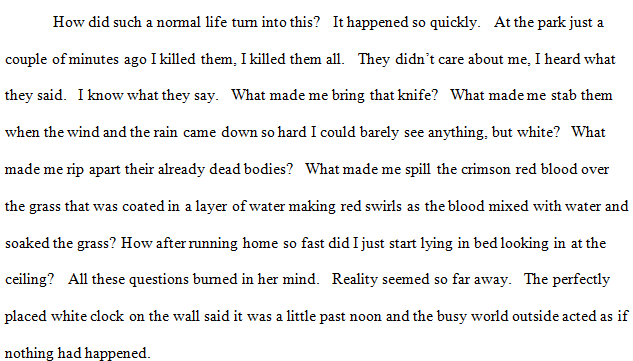 How did such a normal life turn into this?   It happened so quickly.   At the park just a
couple of minutes ago I killed them, I killed them all.   They didn't care about me, I heard what
they said.   I know what they say.   What made me bring that knife?   What made me stab them
when the wind and the rain came down so hard I could barely see anything, but white?   What
made me rip apart their already dead bodies?   What made me spill the crimson red blood over
the grass that was coated in a layer of water making red swirls as the blood mixed with water and
soaked the grass? How after running home so fast did I just start lying in bed looking in at the
ceiling?   All these questions burned in her mind.   Reality seemed so far away.   The perfectly
placed white clock on the wall said it was a little past noon and the busy world outside acted as if
nothing had happened.